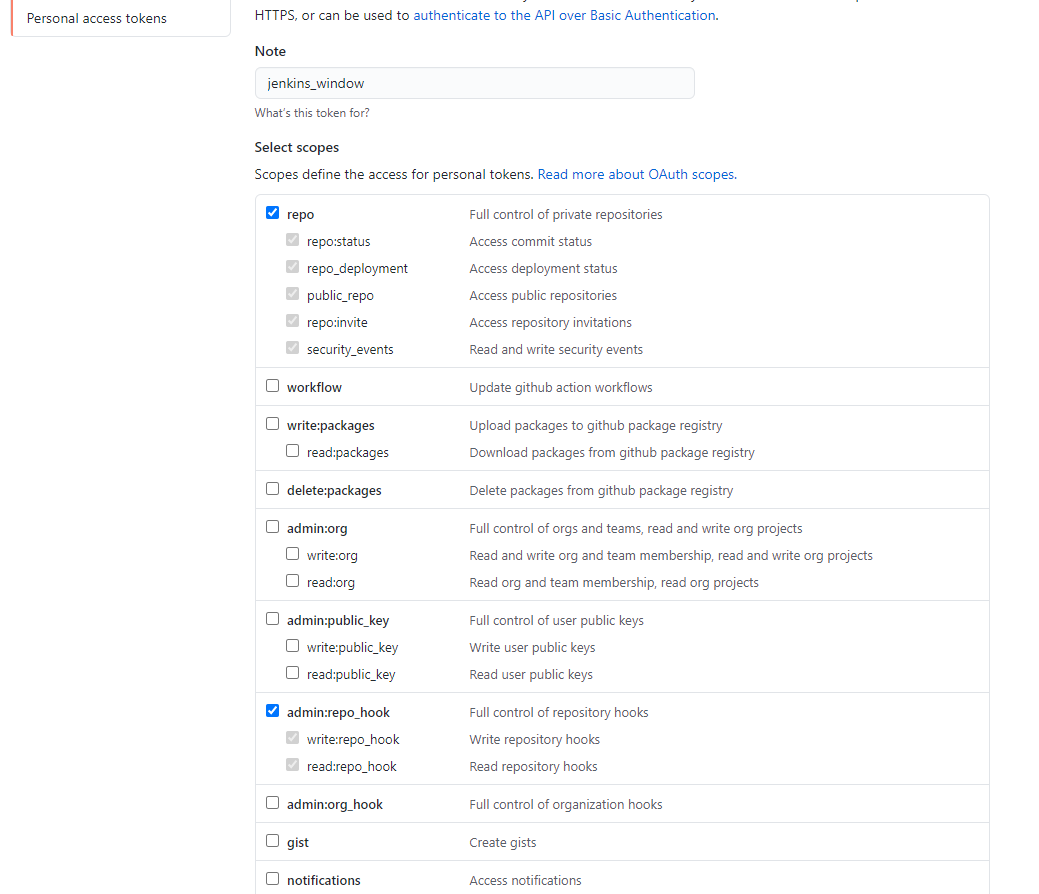 Personal access tokens
HTTPS, or can be used to authenticate to the API over Basic Authentication.
Note
jenkins_window
What's this token for?
Select scopes
Scopes define the access for personal tokens. Read more about OAuth scopes.
repo Full control of private repositories
repo:status Access commit status
repo_deployment Access deployment status
public_repo Access public repositories
repo:invite Access repository invitations
security_events Read and write security events
workflow Update github action workflows
write:packages Upload packages to github package registry
read:packages Download packages from github package registry
delete:packages Delete packages from github package registry
admin:org Full control of orgs and teams, read and write org projects
write:org Read and write org and team membership, read and write org projects
read:org Read org and team membership, read org projects
admin:public_key Full control of user public keys
write:public_key Write user public keys
read:public_key Read user public keys
admin:repo_hook Full control of repository hooks
write:repo_hook Write repository hooks
read:repo_hook Read repository hooks
admin:org_hook Full control of organization hooks
gist Create gists
notifications Access notifications